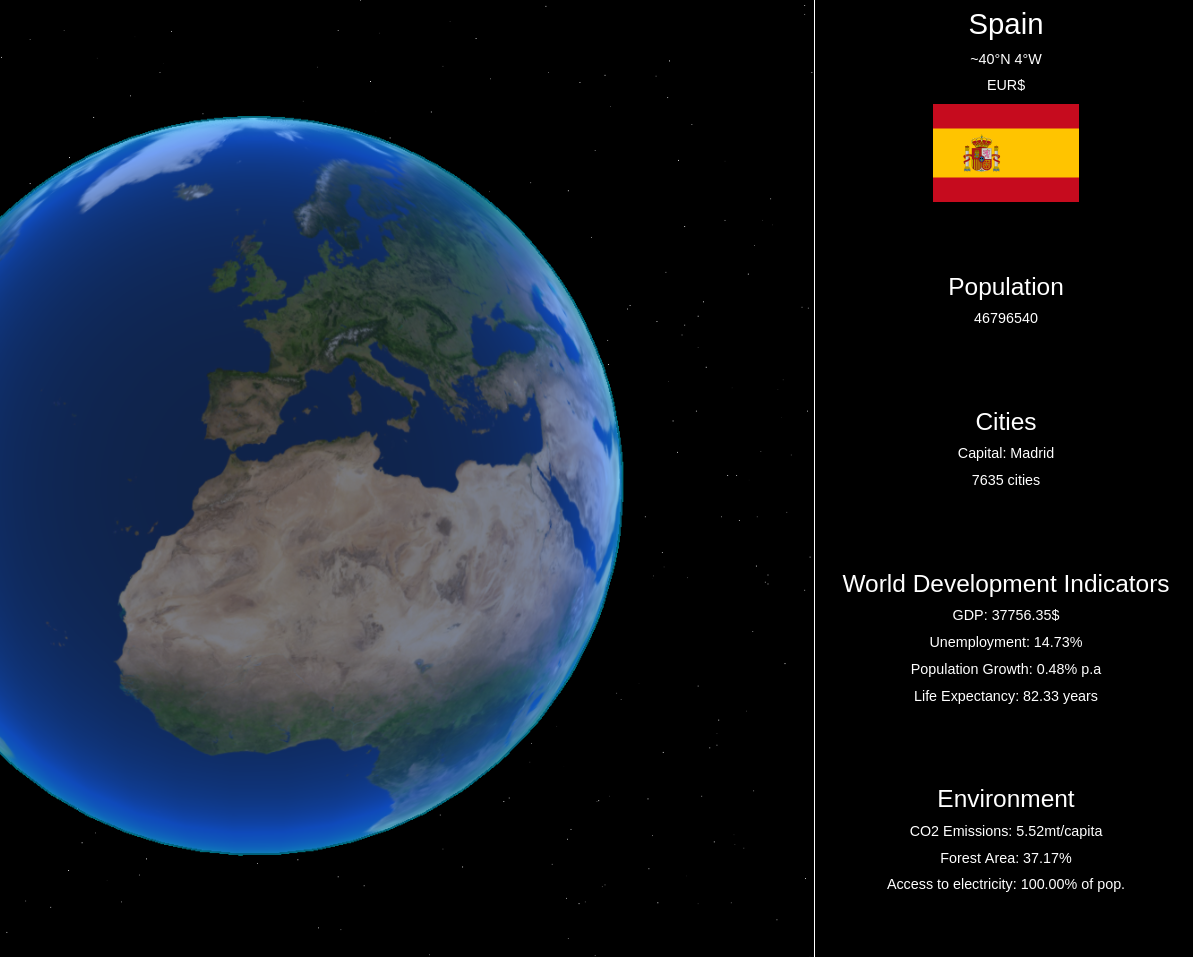 Spain
~40°N 4°W
EUR$
Population
46796540
Cities
Capital: Madrid
7635 cities
World Development Indicators
GDP: 37756.35$
Unemployment: 14.73%
Population Growth: 0.48% p.a
Life Expectancy: 82.33 years
Environment
CO2 Emissions: 5.52mt/capita
Forest Area: 37.17%
Access to electricity: 100.00% of pop.